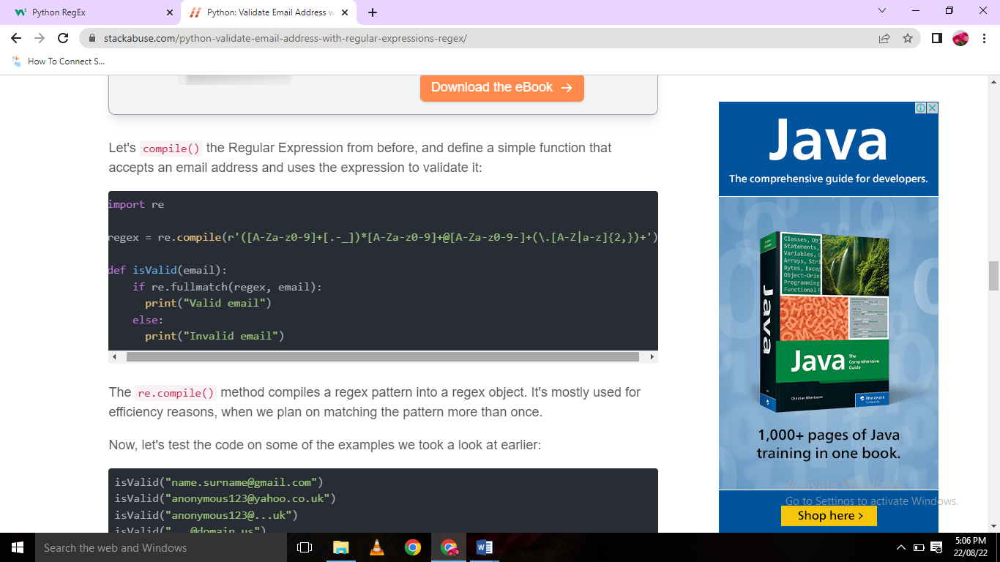 Python RegEx
Python: Validate Email Address w
stackabuse.com/python-validate-email-address-with-regular-expressions-regex/
How To Connect S...
Download the eBook →
Let's compile() the Regular Expression from before, and define a simple function that
accepts an email address and uses the expression to validate it:
import re
regex = re.compile(r'([A-Za-z0-9]+[.-_])*[A-Za-z0-9]+@[A-Za-z0-9-]+(\.[A-Z|a-z]{2,})+')
def isValid(email):
    if re.fullmatch(regex, email):
      print("Valid email")
    else:
      print("Invalid email")
The re.compile() method compiles a regex pattern into a regex object. It's mostly used for
efficiency reasons, when we plan on matching the pattern more than once.
Now, let's test the code on some of the examples we took a look at earlier:
isValid("name.surname@gmail.com")
isValid("anonymous123@yahoo.co.uk")
isValid("anonymous123@...uk")
isValid("...@domain.us")
Java
The comprehensive guide for developers.
Classes, Obj
Statements,
Variables, L
Arrays, Stri
Bytes, Excep
Object-Orie
Programming
Functional P
Java
Java The
Comprehensive
Guide
Christian Ullenboom
Rheinwerk
Computing
1,000+ pages of Java
training in one book.
Activate Windows
Go to Settings to activate Windows.
Shop here >
Search the web and Windows
5:06 PM
22/08/22